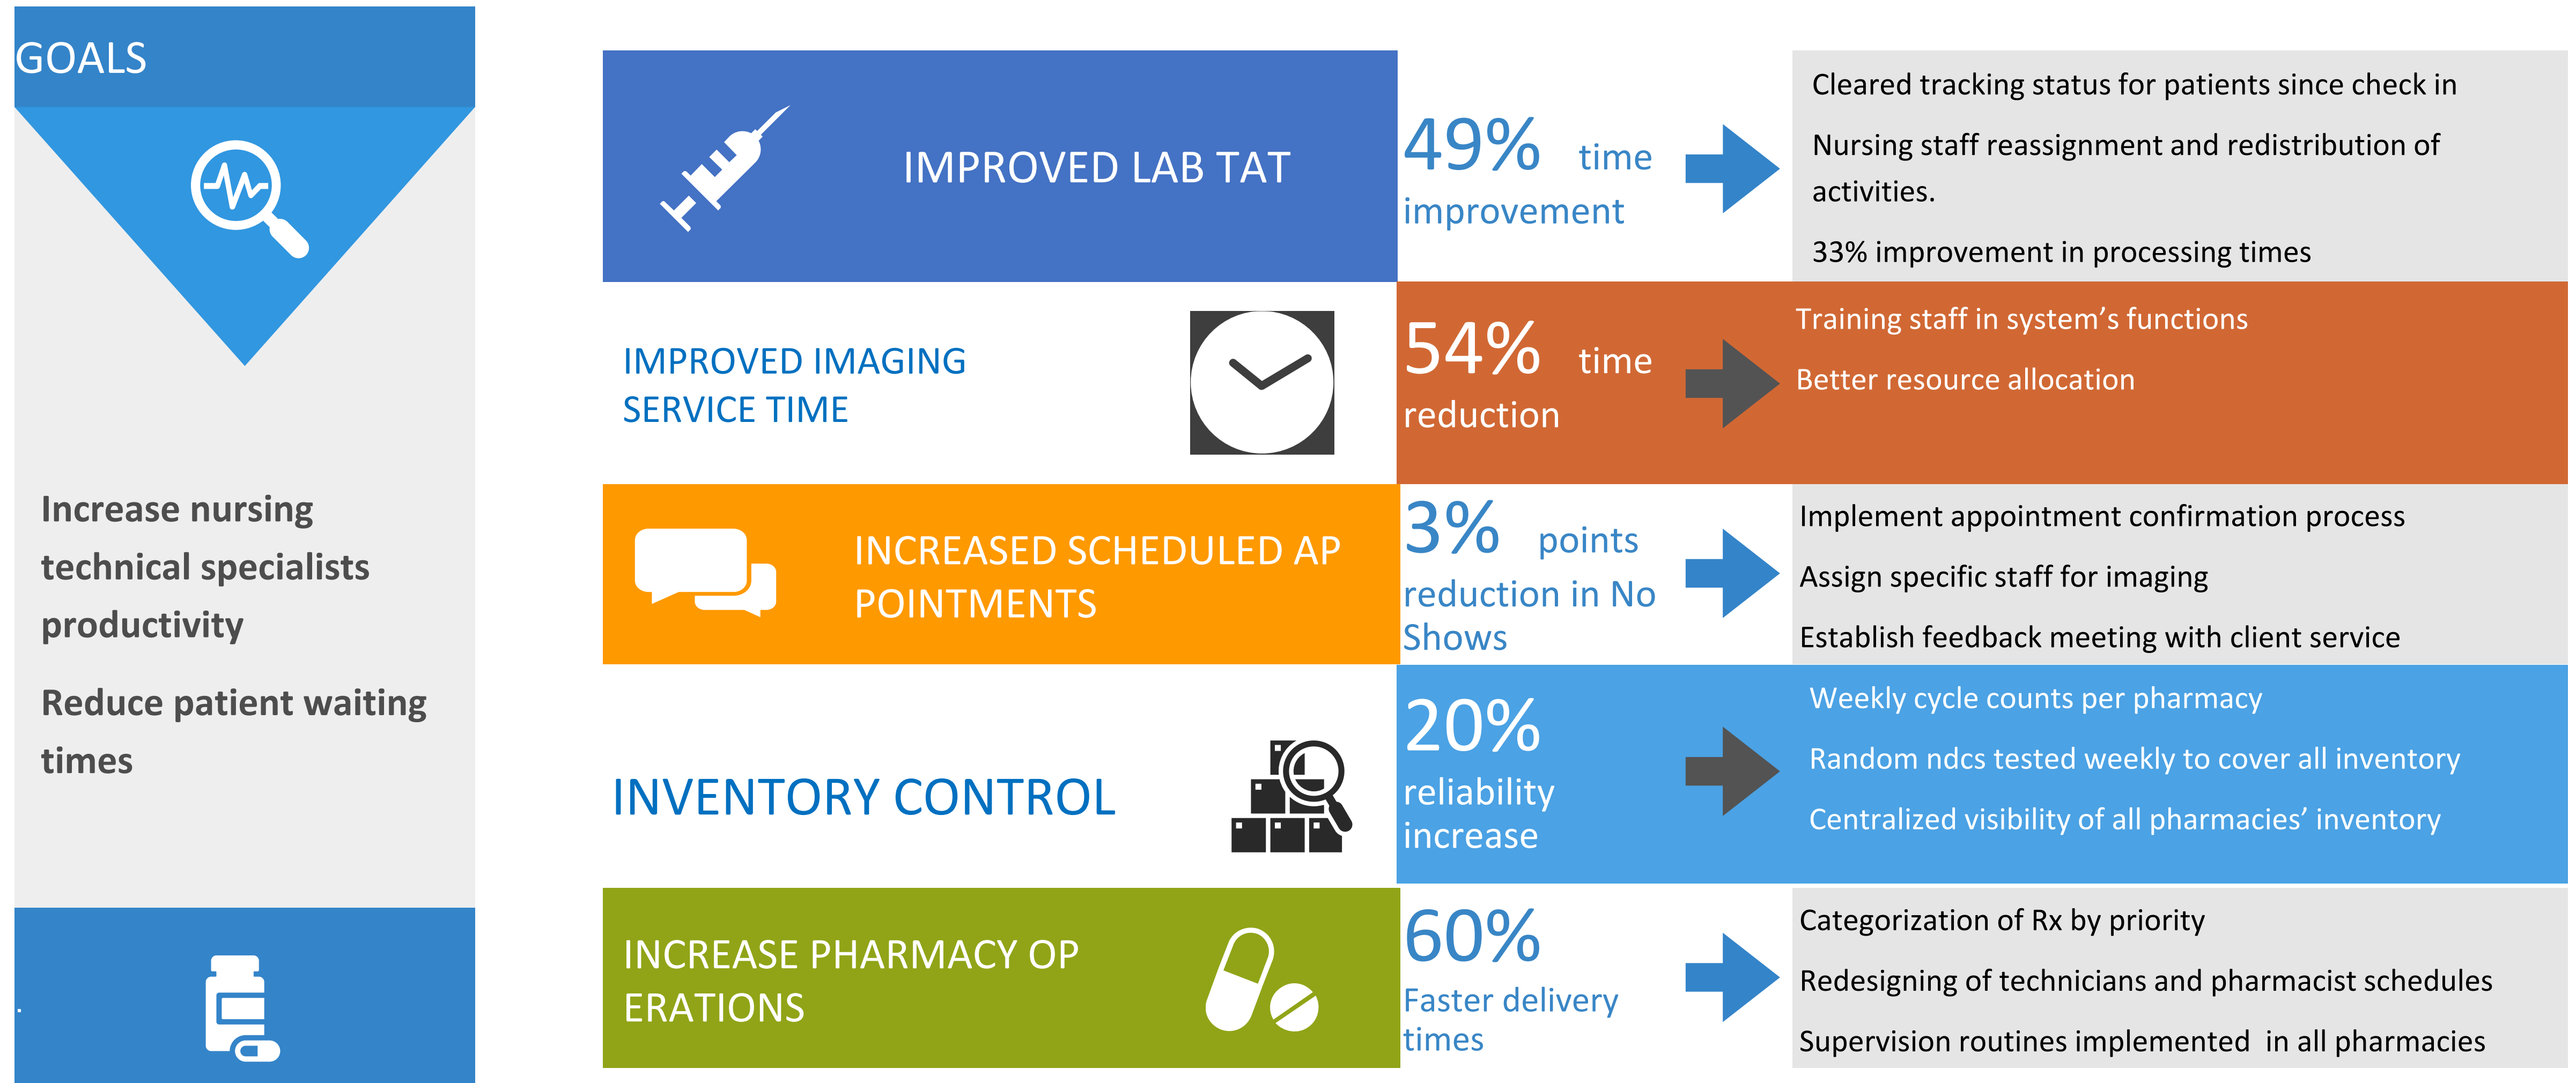 GOALS
Increase nursing
technical specialists
productivity
Reduce patient waiting
times
.
IMPROVED LAB TAT
49% time
improvement
Cleared tracking status for patients since check in
Nursing staff reassignment and redistribution of
activities.
33% improvement in processing times
IMPROVED IMAGING
SERVICE TIME
54% time
reduction
Training staff in system’s functions
Better resource allocation
INCREASED SCHEDULED AP
POINTMENTS
3% points
reduction in No
Shows
Implement appointment confirmation process
Assign specific staff for imaging
Establish feedback meeting with client service
INVENTORY CONTROL
20%
reliability
increase
Weekly cycle counts per pharmacy
Random ndcs tested weekly to cover all inventory
Centralized visibility of all pharmacies’ inventory
INCREASE PHARMACY OP
ERATIONS
60%
Faster delivery
times
Categorization of Rx by priority
Redesigning of technicians and pharmacist schedules
Supervision routines implemented  in all pharmacies